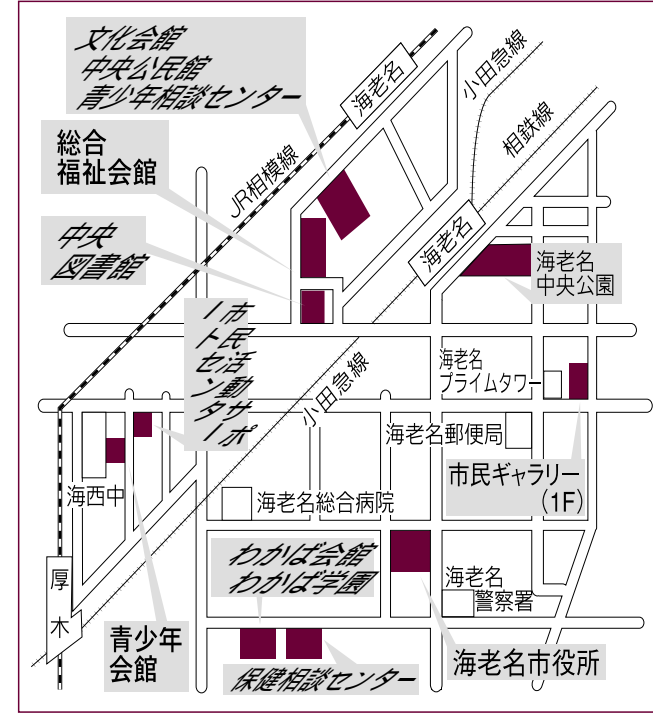 文化会館
中央公民館
青少年相談センター
海老名
小田急線
相鉄線
JR相模線
総合
福祉会館
中央
図書館
海老名
海老名
中央公園
市民活動サポ
ートセンター
小田急線
海老名
プライムタワー
海老名郵便局
市民ギャラリー
(1F)
海西中
海老名総合病院
わかば会館
わかば学園
海老名
警察署
厚木
青少年
会館
保健相談センター
海老名市役所